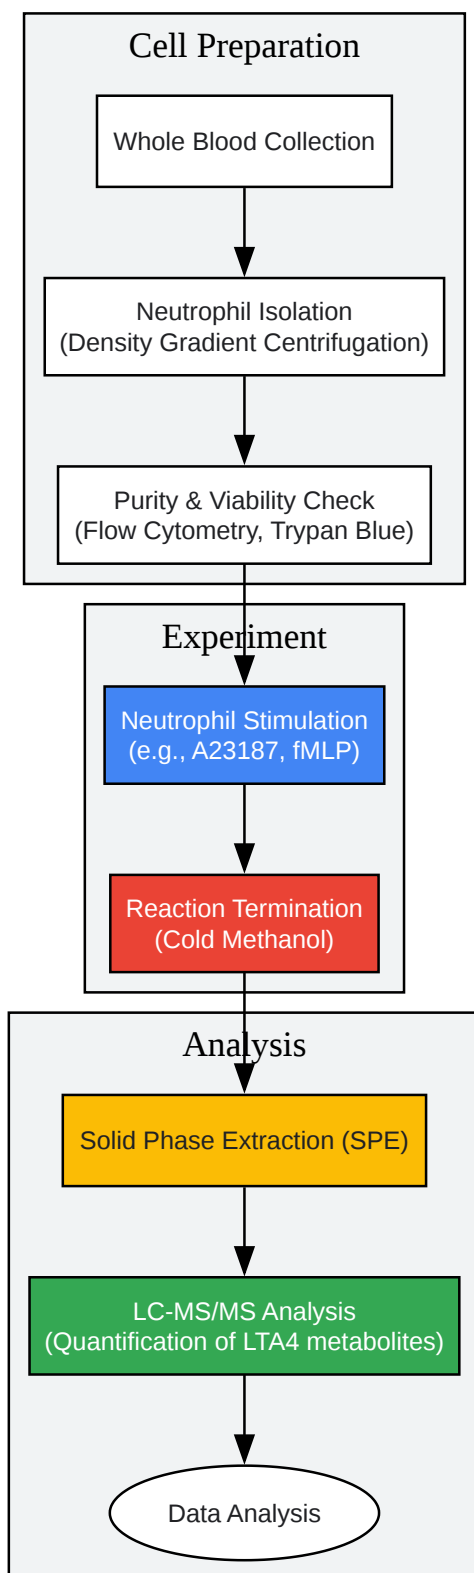 Cell Preparation
Whole Blood Collection
Neutrophil Isolation
(Density Gradient Centrifugation)
Purity & Viability Check
(Flow Cytometry, Trypan Blue)
Experiment
Neutrophil Stimulation
(e.g., A23187, fMLP)
Reaction Termination
(Cold Methanol)
Analysis
Solid Phase Extraction (SPE)
LC-MS/MS Analysis
(Quantification of LTA4 metabolites)
Data Analysis